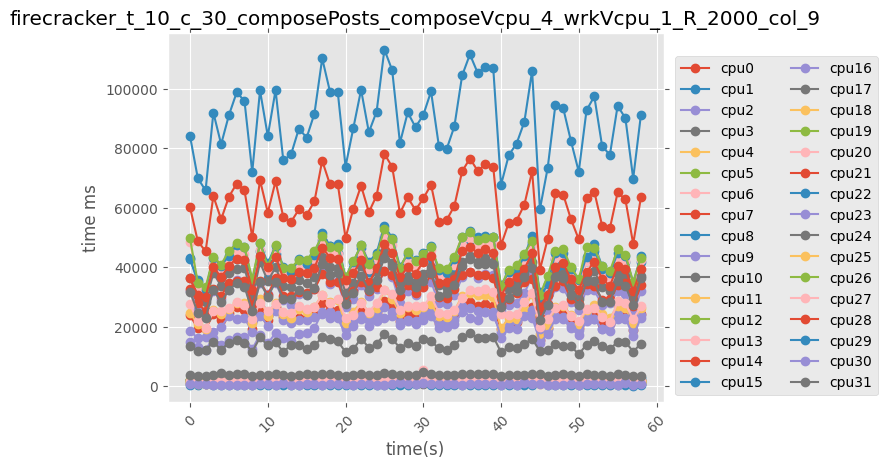 firecracker_t_10_c_30_composePosts_composeVcpu_4_wrkVcpu_1_R_2000_col_9
time ms
100000
80000
60000
40000
20000
0
0 10 20 30 40 50 60
time(s)
cpu0 cpu16
cpu1 cpu17
cpu2 cpu18
cpu3 cpu19
cpu4 cpu20
cpu5 cpu21
cpu6 cpu22
cpu7 cpu23
cpu8 cpu24
cpu9 cpu25
cpu10 cpu26
cpu11 cpu27
cpu12 cpu28
cpu13 cpu29
cpu14 cpu30
cpu15 cpu31